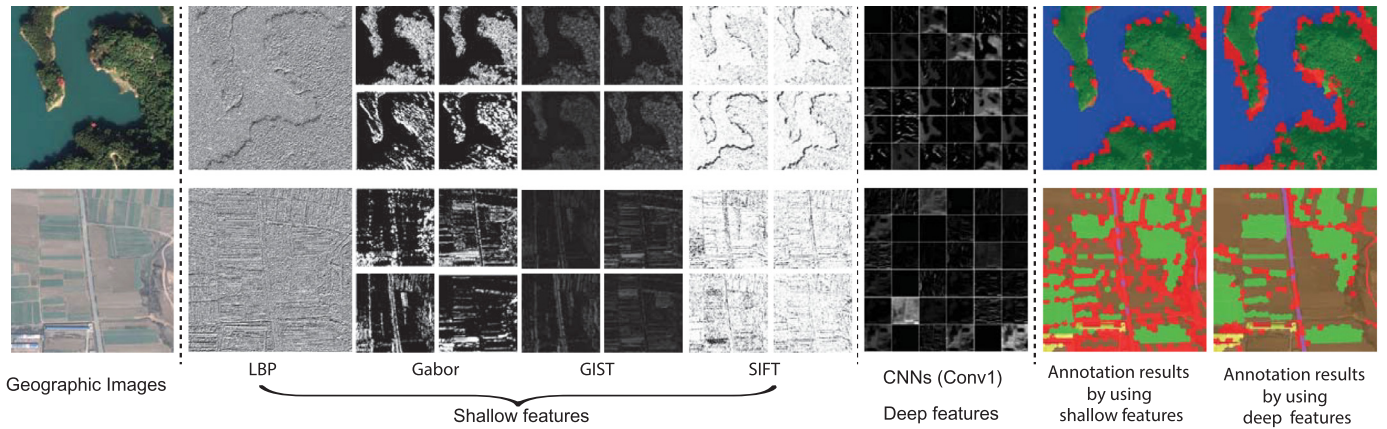 Geographic Images
LBP
Gabor
GIST
SIFT
Shallow features
CNNs (Conv1)
Deep features
Annotation results
by using
shallow features
Annotation results
by using
deep features